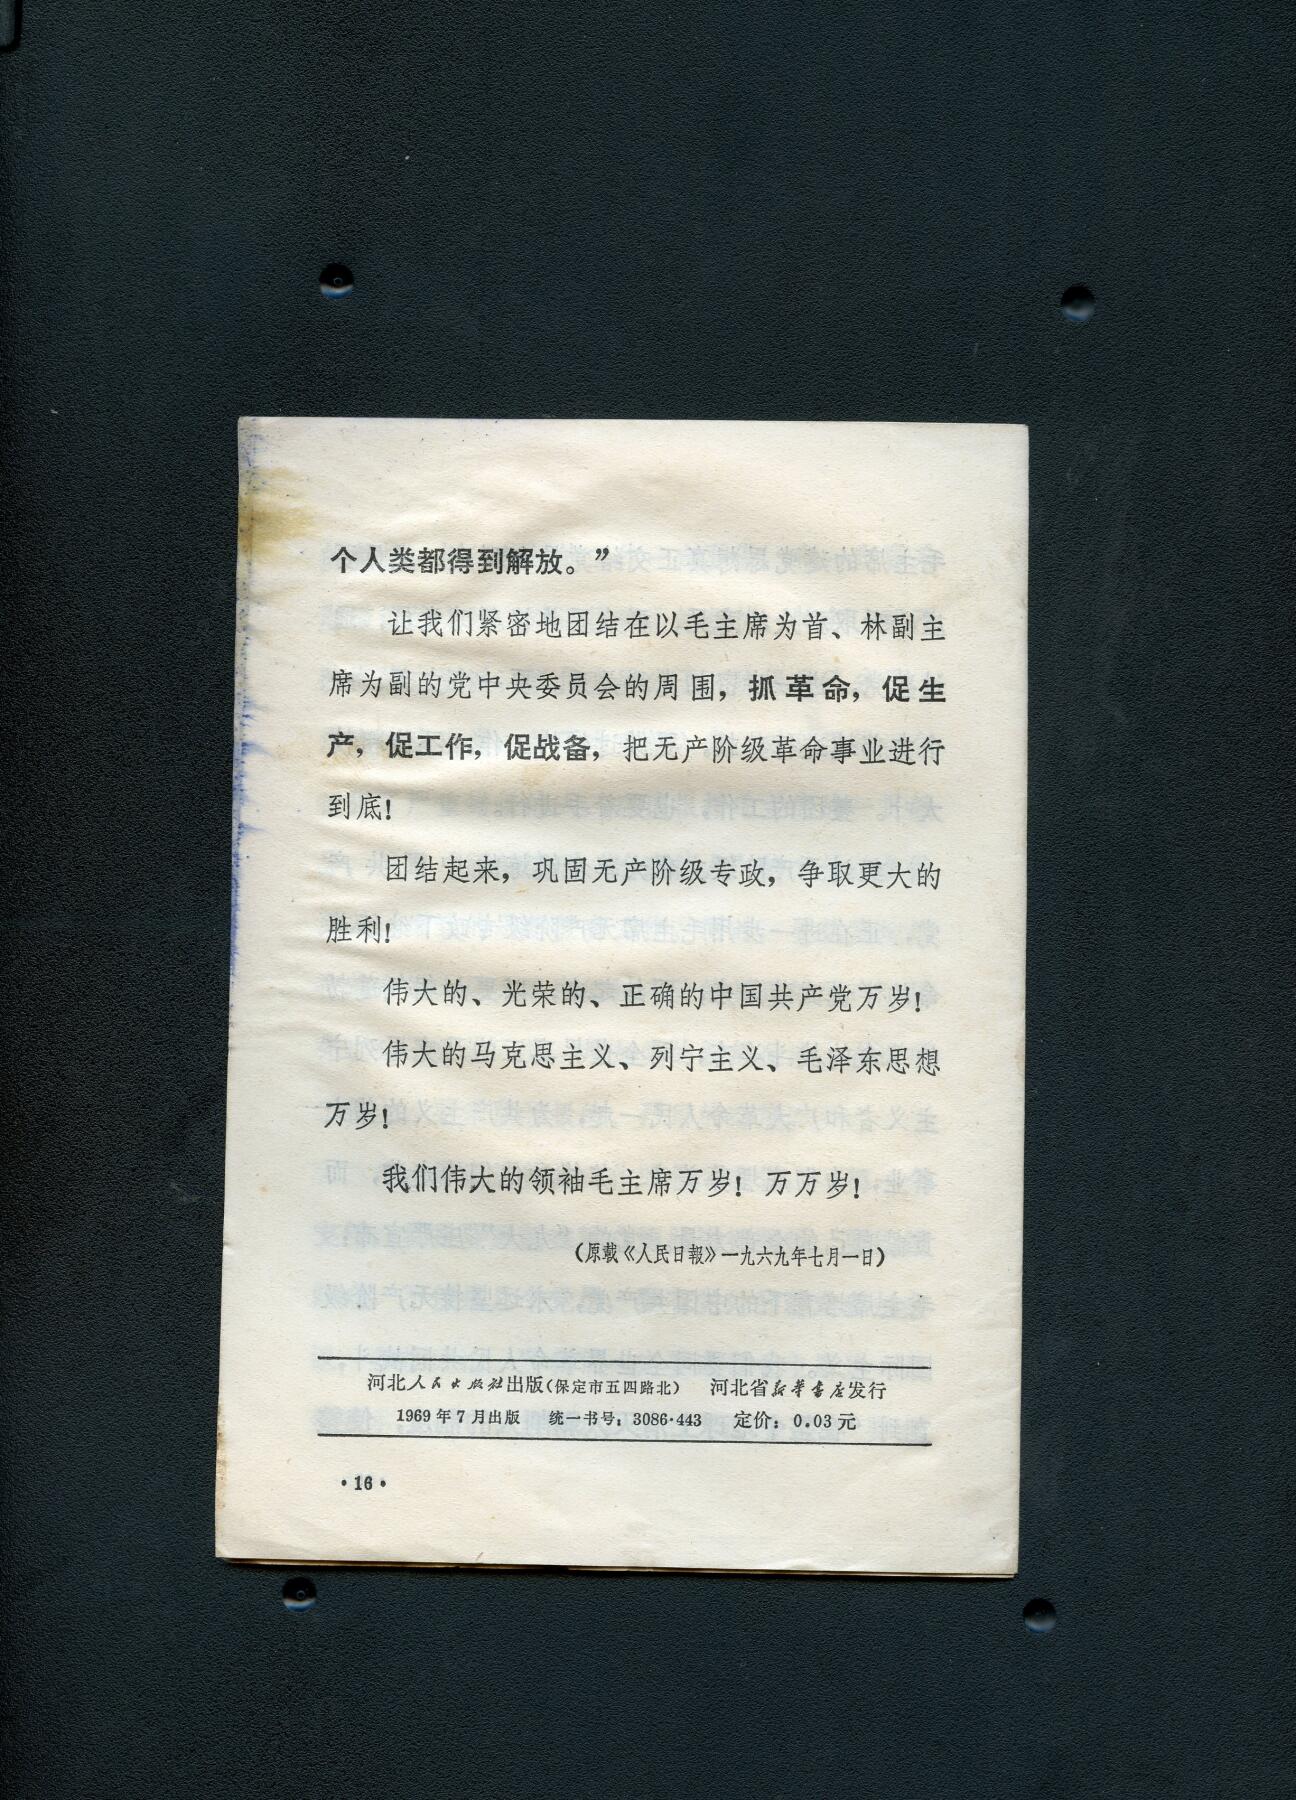 个人类都得到解放。”
让我们紧密地团结在以毛主席为首、林副主
席为副的党中央委员会的周围，抓革命，促生
产，促工作，促战备，把无产阶级革命事业进行
到底！
团结起来，巩固无产阶级专政，争取更大的
胜利！
伟大的、光荣的、正确的中国共产党万岁！
伟大的马克思主义、列宁主义、毛泽东思想
万岁！
我们伟大的领袖毛主席万岁！万万岁！
（原载《人民日報》一九六九年七月一日）
河北人民出版社出版（保定市五四路北） 河北省新华书店发行
1969年7月出版 统一书号：3086·443 定价：0.03元
·16·